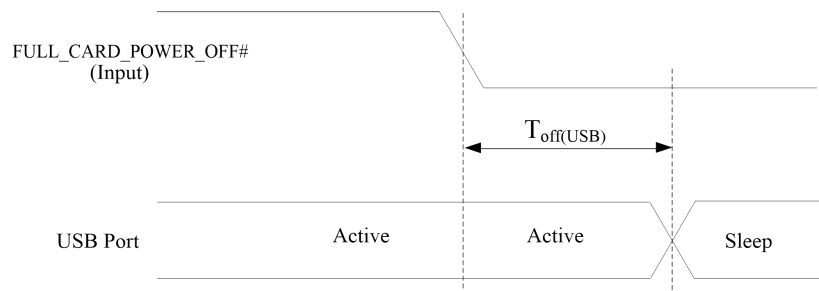 FULL_CARD_POWER_OFF#
(Input)
Toff(USB)
USB Port
Active
Active
Sleep